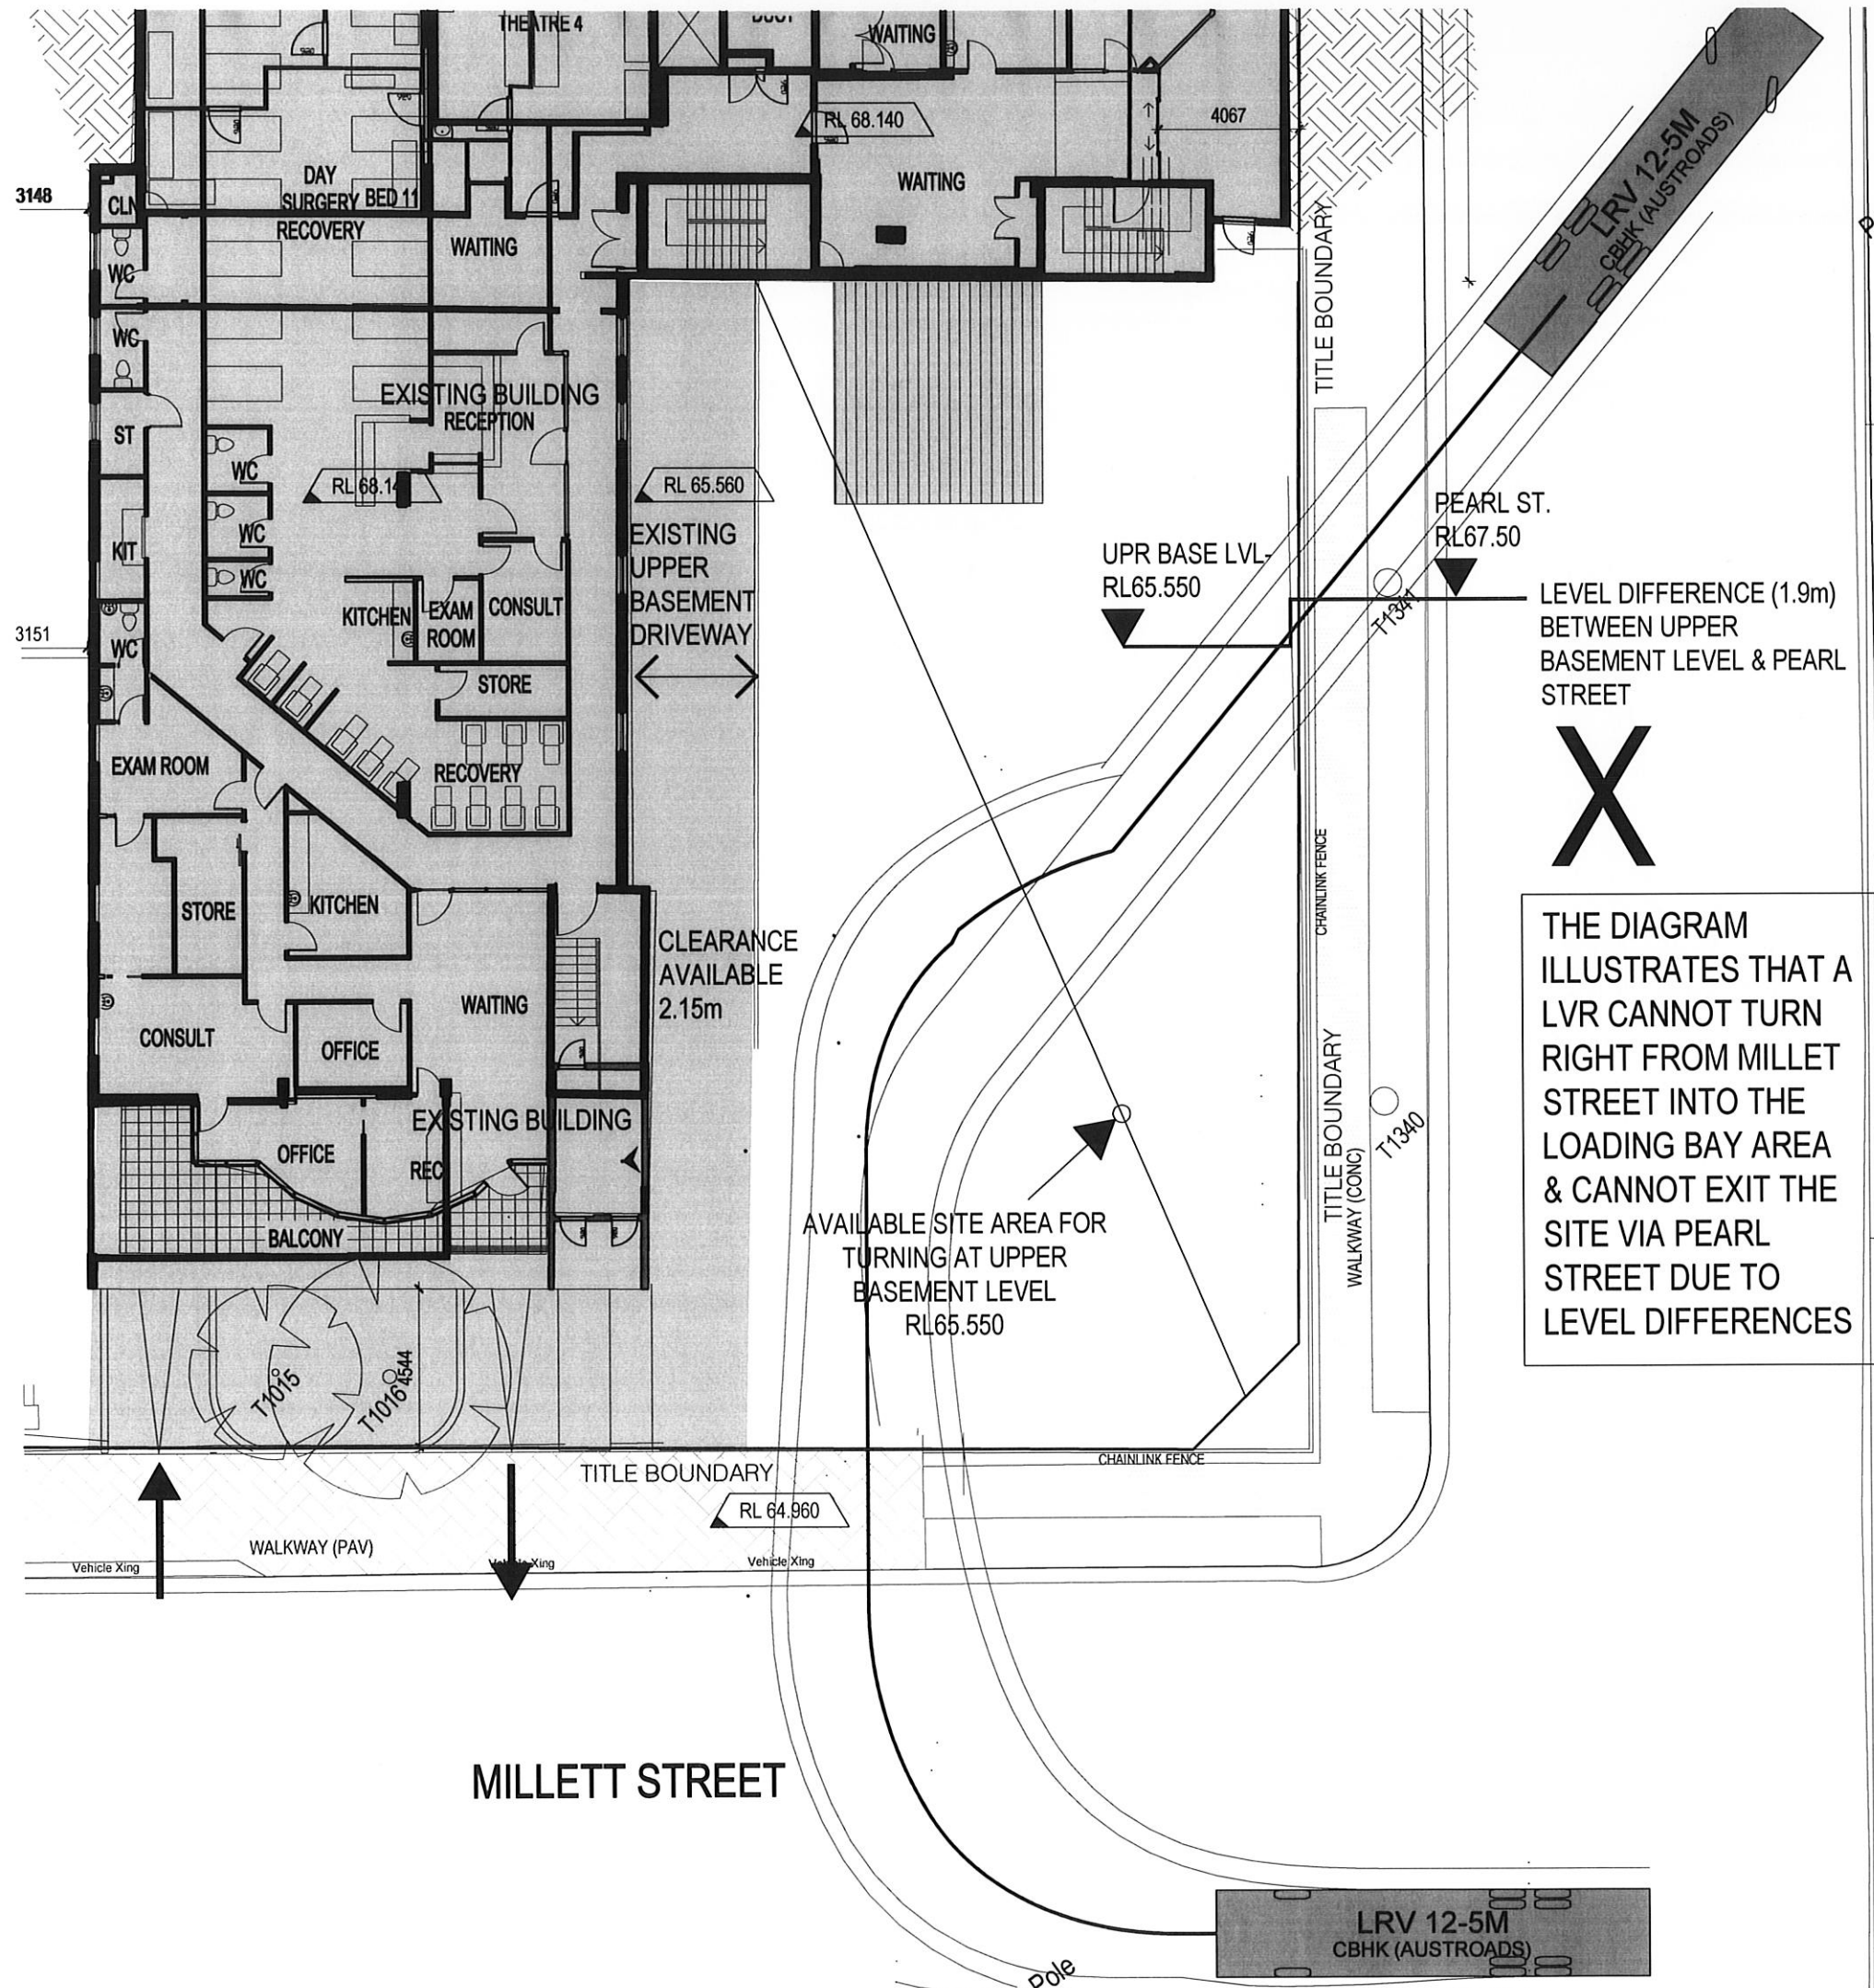 THEATRE 4
DUCT
WAITING
RL 68.140
4067
LRV 12-5M
CBHK (AUSTROADS)
3148
CLN
DAY
SURGERY BED 11
RECOVERY
WAITING
WAITING
WC
WC
TITLE BOUNDARY
EXISTING BUILDING
RECEPTION
ST
WC
RL 68.14
RL 65.560
WC
KIT
WC
EXISTING
UPPER
BASEMENT
DRIVEWAY
UPR BASE LVL-
RL65.550
PEARL ST.
RL67.50
T1341
LEVEL DIFFERENCE (1.9m)
BETWEEN UPPER
BASEMENT LEVEL & PEARL
STREET
X
KITCHEN
EXAM
ROOM
CONSULT
3151
WC
STORE
EXAM ROOM
RECOVERY
CHAINLINK FENCE
STORE
KITCHEN
CLEARANCE
AVAILABLE
2.15m
WAITING
CONSULT
OFFICE
THE DIAGRAM
ILLUSTRATES THAT A
LVR CANNOT TURN
RIGHT FROM MILLET
STREET INTO THE
LOADING BAY AREA
& CANNOT EXIT THE
SITE VIA PEARL
STREET DUE TO
LEVEL DIFFERENCES
TITLE BOUNDARY
WALKWAY (CONC)
T1340
EXISTING BUILDING
OFFICE
REC
BALCONY
AVAILABLE SITE AREA FOR
TURNING AT UPPER
BASEMENT LEVEL
RL65.550
T1015
T1016
4544
TITLE BOUNDARY
CHAINLINK FENCE
RL 64.960
WALKWAY (PAV)
Vehicle Xing
Vehicle Xing
Vehicle Xing
MILLETT STREET
LRV 12-5M
CBHK (AUSTROADS)
Pole